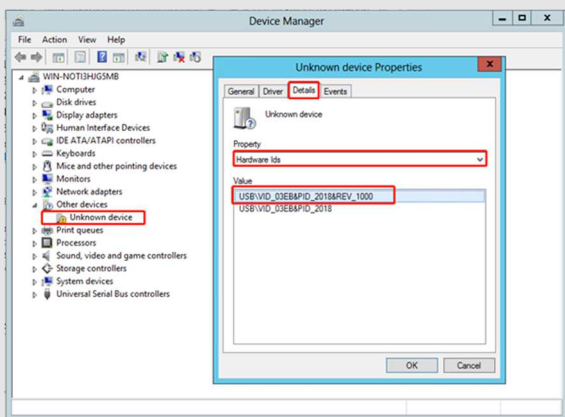 Device Manager
File Action View Help
WIN-NOTI3HJG5MB
Computer
Disk drives
Display adapters
Human Interface Devices
IDE ATA/ATAPI controllers
Keyboards
Mice and other pointing devices
Monitors
Network adapters
Other devices
Unknown device
Print queues
Processors
Sound, video and game controllers
Storage controllers
System devices
Universal Serial Bus controllers
Unknown device Properties
General Driver Details Events
Unknown device
Property
Hardware Ids
Value
USB\VID_03EB&PID_2018&REV_1000
USB\VID_03EB&PID_2018
OK Cancel